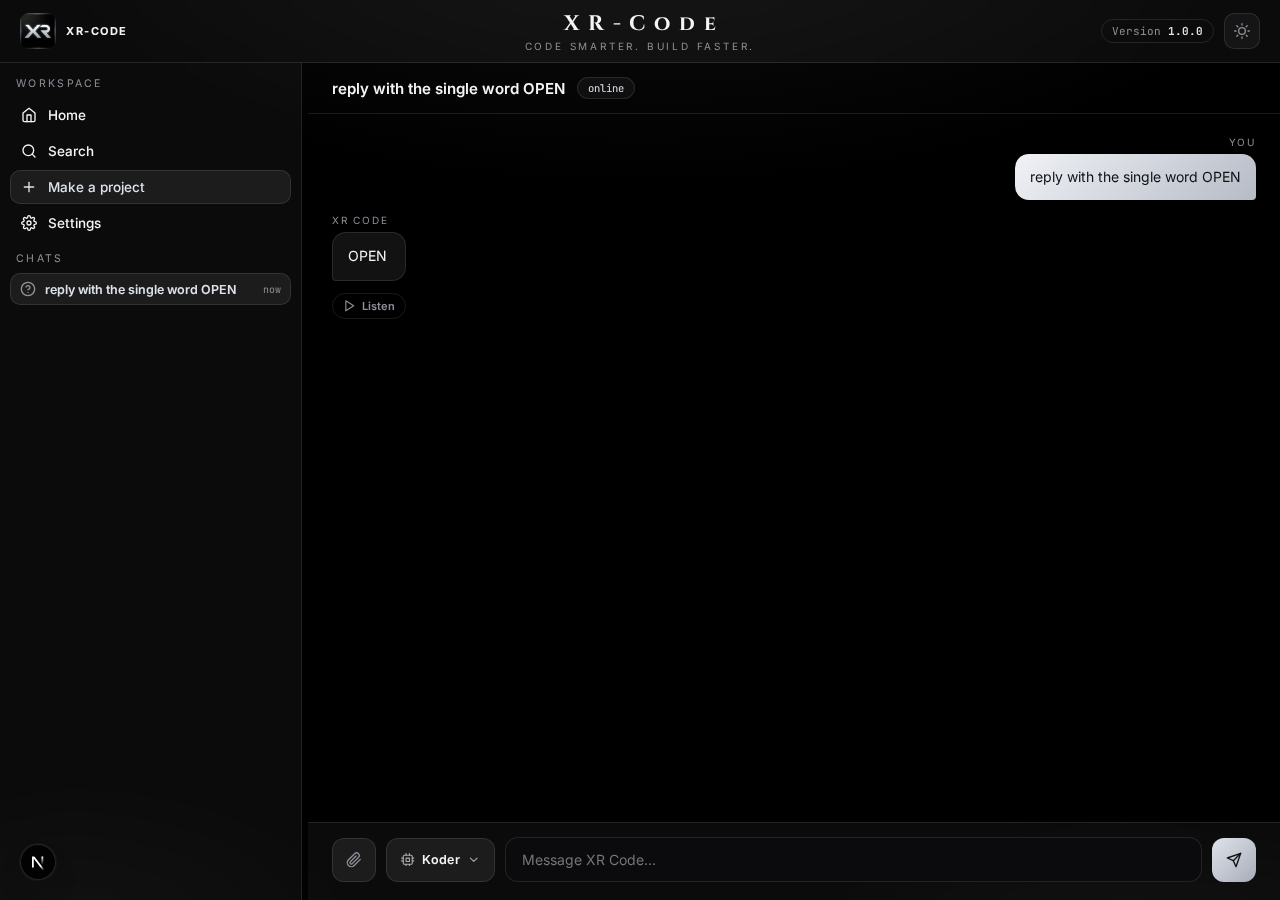 XR
XR-CODE
XR-Code
CODE SMARTER. BUILD FASTER.
Version 1.0.0
WORKSPACE
Home
Search
Make a project
Settings
CHATS
reply with the single word OPEN
now
reply with the single word OPEN
online
YOU
reply with the single word OPEN
XR CODE
OPEN
Listen
N
Koder
Message XR Code...